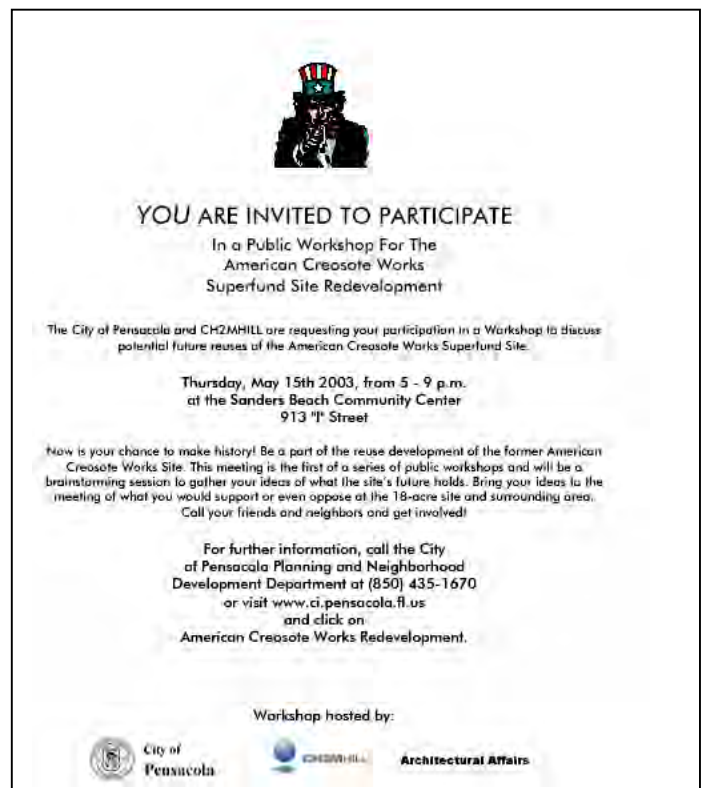 YOU ARE INVITED TO PARTICIPATE
In a Public Workshop For The
American Creosote Works
Superfund Site Redevelopment
The City of Pensacola and CH2MHILL are requesting your participation in a Workshop to discuss
potential future reuses of the American Creosote Works Superfund Site.
Thursday, May 15th 2003, from 5 - 9 p.m.
at the Sanders Beach Community Center
913 "I" Street
Now is your chance to make history! Be a part of the reuse development of the former American
Creosote Works Site. This meeting is the first of a series of public workshops and will be a
brainstorming session to gather your ideas of what the site's future holds. Bring your ideas to the
meeting of what you would support or even oppose at the 18-acre site and surrounding area.
Call your friends and neighbors and get involved!
For further information, call the City
of Pensacola Planning and Neighborhood
Development Department at (850) 435-1670
or visit www.ci.pensacola.fl.us
and click on
American Creosote Works Redevelopment.
Workshop hosted by:
City of
Pensacola
CH2MHILL
Architectural Affairs